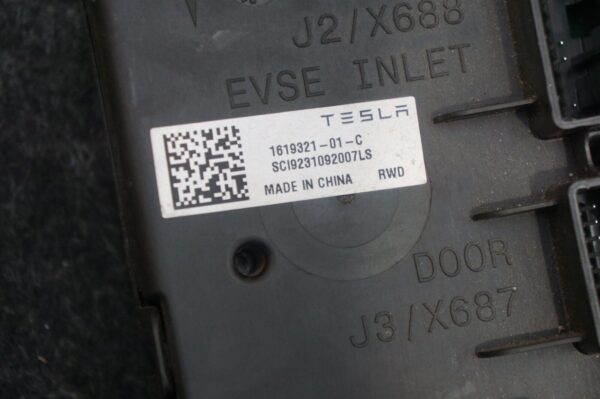 J2/X688
EVSE INLET
TESLA
1619321-01-C
SCI9231092007LS
MADE IN CHINA RWD
DOOR
J3/X687